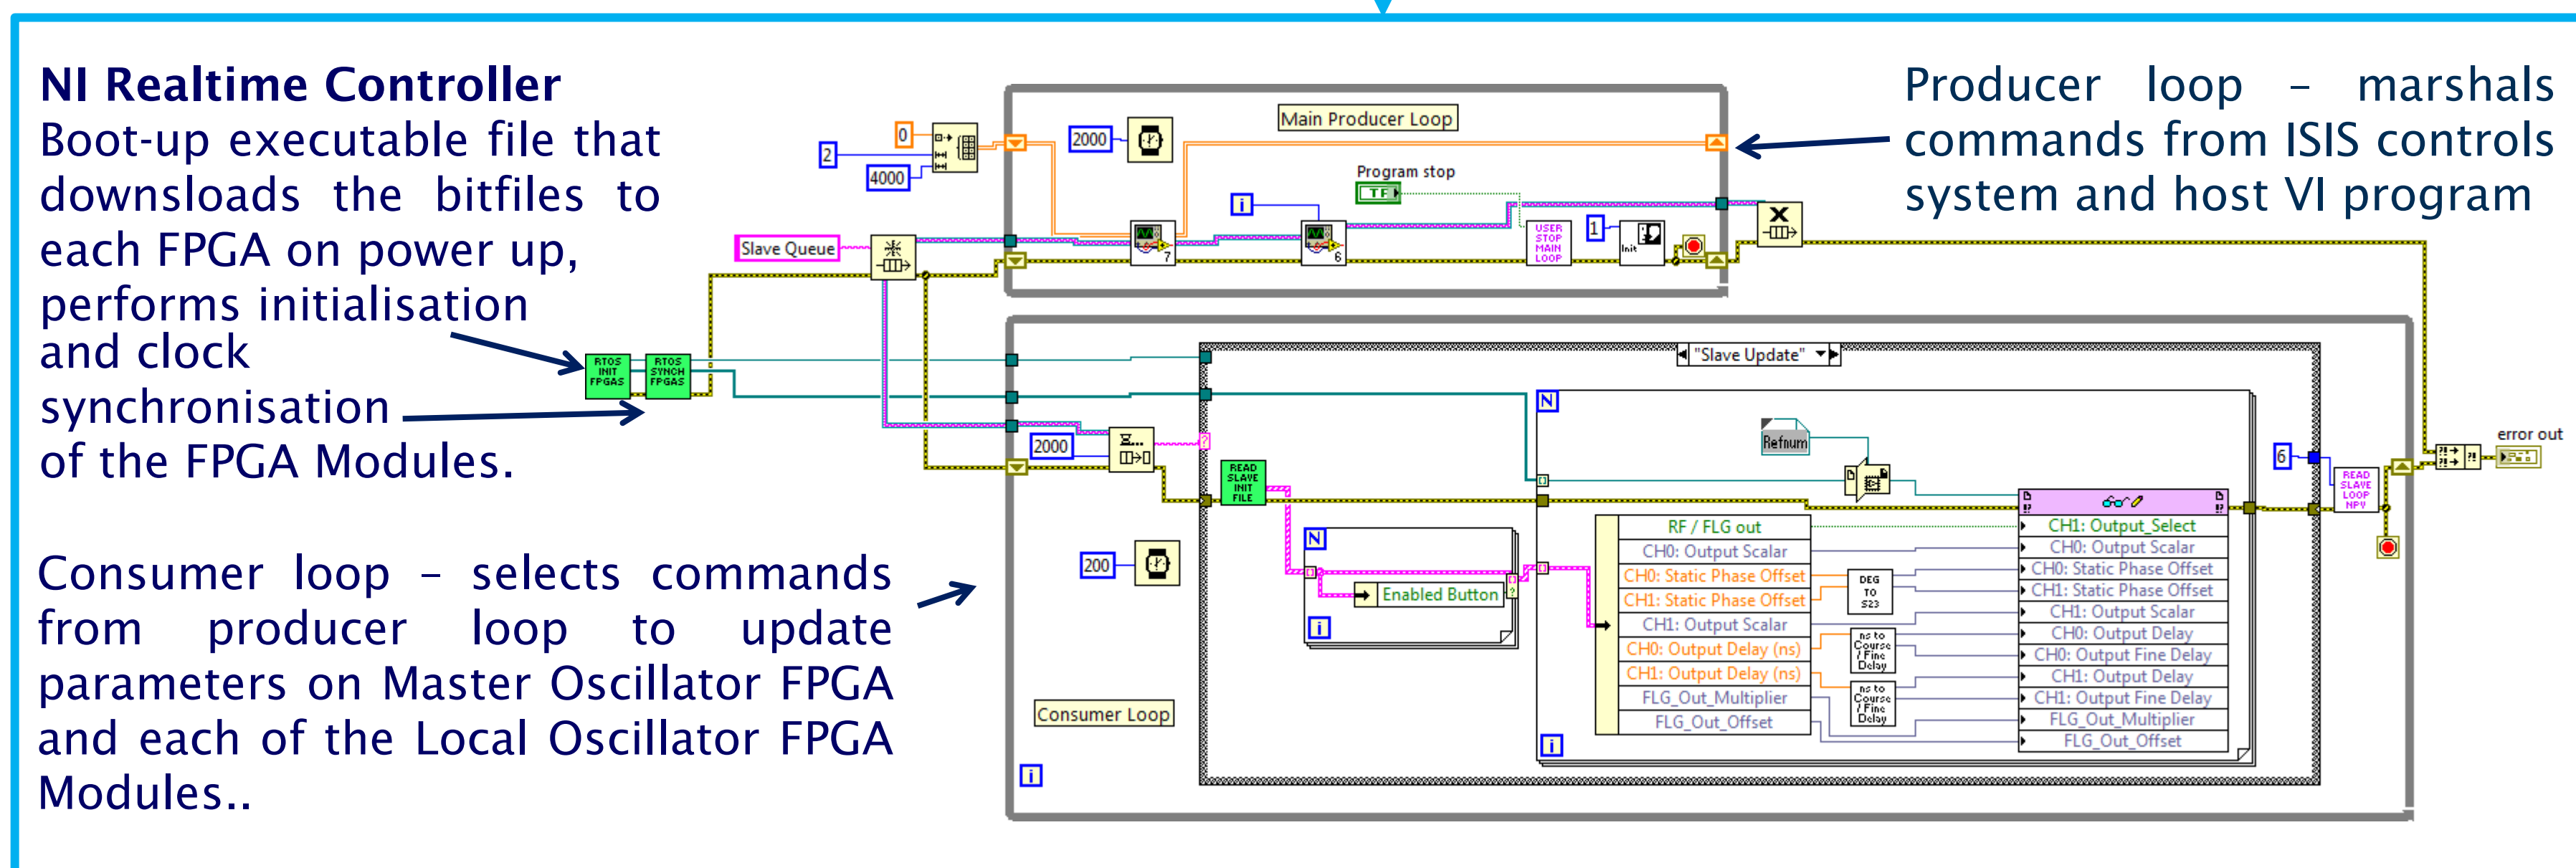 NI Realtime Controller
Boot-up executable file that
downsloads the bitfiles to
each FPGA on power up,
performs initialisation
and clock
synchronisation
of the FPGA Modules.
Consumer loop – selects commands
from producer loop to update
parameters on Master Oscillator FPGA
and each of the Local Oscillator FPGA
Modules..
Producer loop – marshals
commands from ISIS controls
system and host VI program
Main Producer Loop
0
2
4000
2000
Program stop
TF
i
1
Slave Queue
7
6
USER
STOP
MAIN
LOOP
Init
RTOS
INIT
FPGAS
RTOS
SYNCH
FPGAS
"Slave Update"
2000
200
Consumer Loop
i
READ
SLAVE
INIT
FILE
N
Enabled Button
i
N
Refnum
RF / FLG out
CH0: Output Scalar
CH0: Static Phase Offset
CH1: Static Phase Offset
CH1: Output Scalar
CH0: Output Delay (ns)
CH1: Output Delay (ns)
FLG_Out_Multiplier
FLG_Out_Offset
i
DEG
TO
S23
ns to
Course
/ Fine
Delay
ns to
Course
/ Fine
Delay
CH1: Output_Select
CH0: Output Scalar
CH0: Static Phase Offset
CH1: Static Phase Offset
CH1: Output Scalar
CH0: Output Delay
CH0: Output Fine Delay
CH1: Output Delay
CH1: Output Fine Delay
FLG_Out_Multiplier
FLG_Out_Offset
6
READ
SLAVE
LOOP
NPV
error out